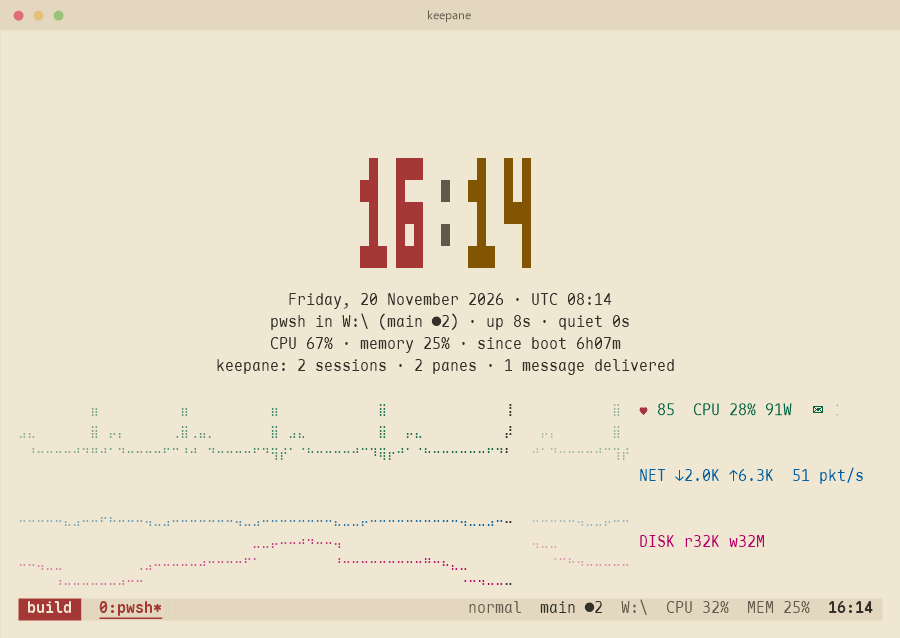 keepane
16:14
Friday, 20 November 2026 · UTC 08:14
pwsh in W:\ (main ●2) · up 8s · quiet 0s
CPU 67% · memory 25% · since boot 6h07m
keepane: 2 sessions · 2 panes · 1 message delivered
♥ 85 CPU 28% 91W ✉
NET ↓2.0K ↑6.3K 51 pkt/s
DISK r32K w32M
build 0:pwsh* normal main ●2 W:\ CPU 32% MEM 25% 16:14